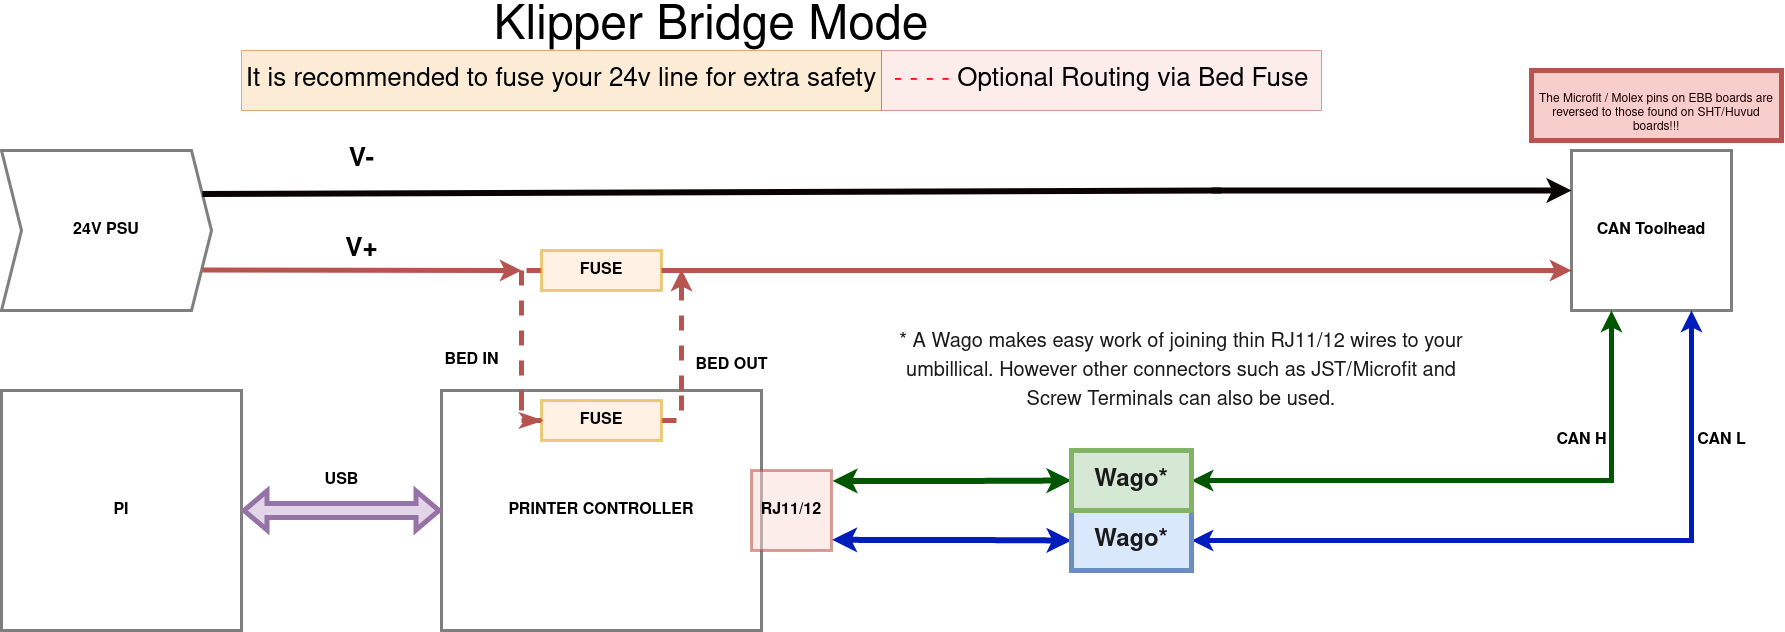 Klipper Bridge Mode
It is recommended to fuse your 24v line for extra safety
- - - - Optional Routing via Bed Fuse
The Microfit / Molex pins on EBB boards are
reversed to those found on SHT/Huvud
boards!!!
V-
24V PSU
CAN Toolhead
V+
FUSE
* A Wago makes easy work of joining thin RJ11/12 wires to your
umbillical. However other connectors such as JST/Microfit and
Screw Terminals can also be used.
BED IN
BED OUT
FUSE
CAN H
CAN L
USB
Wago*
PI
PRINTER CONTROLLER
RJ11/12
Wago*